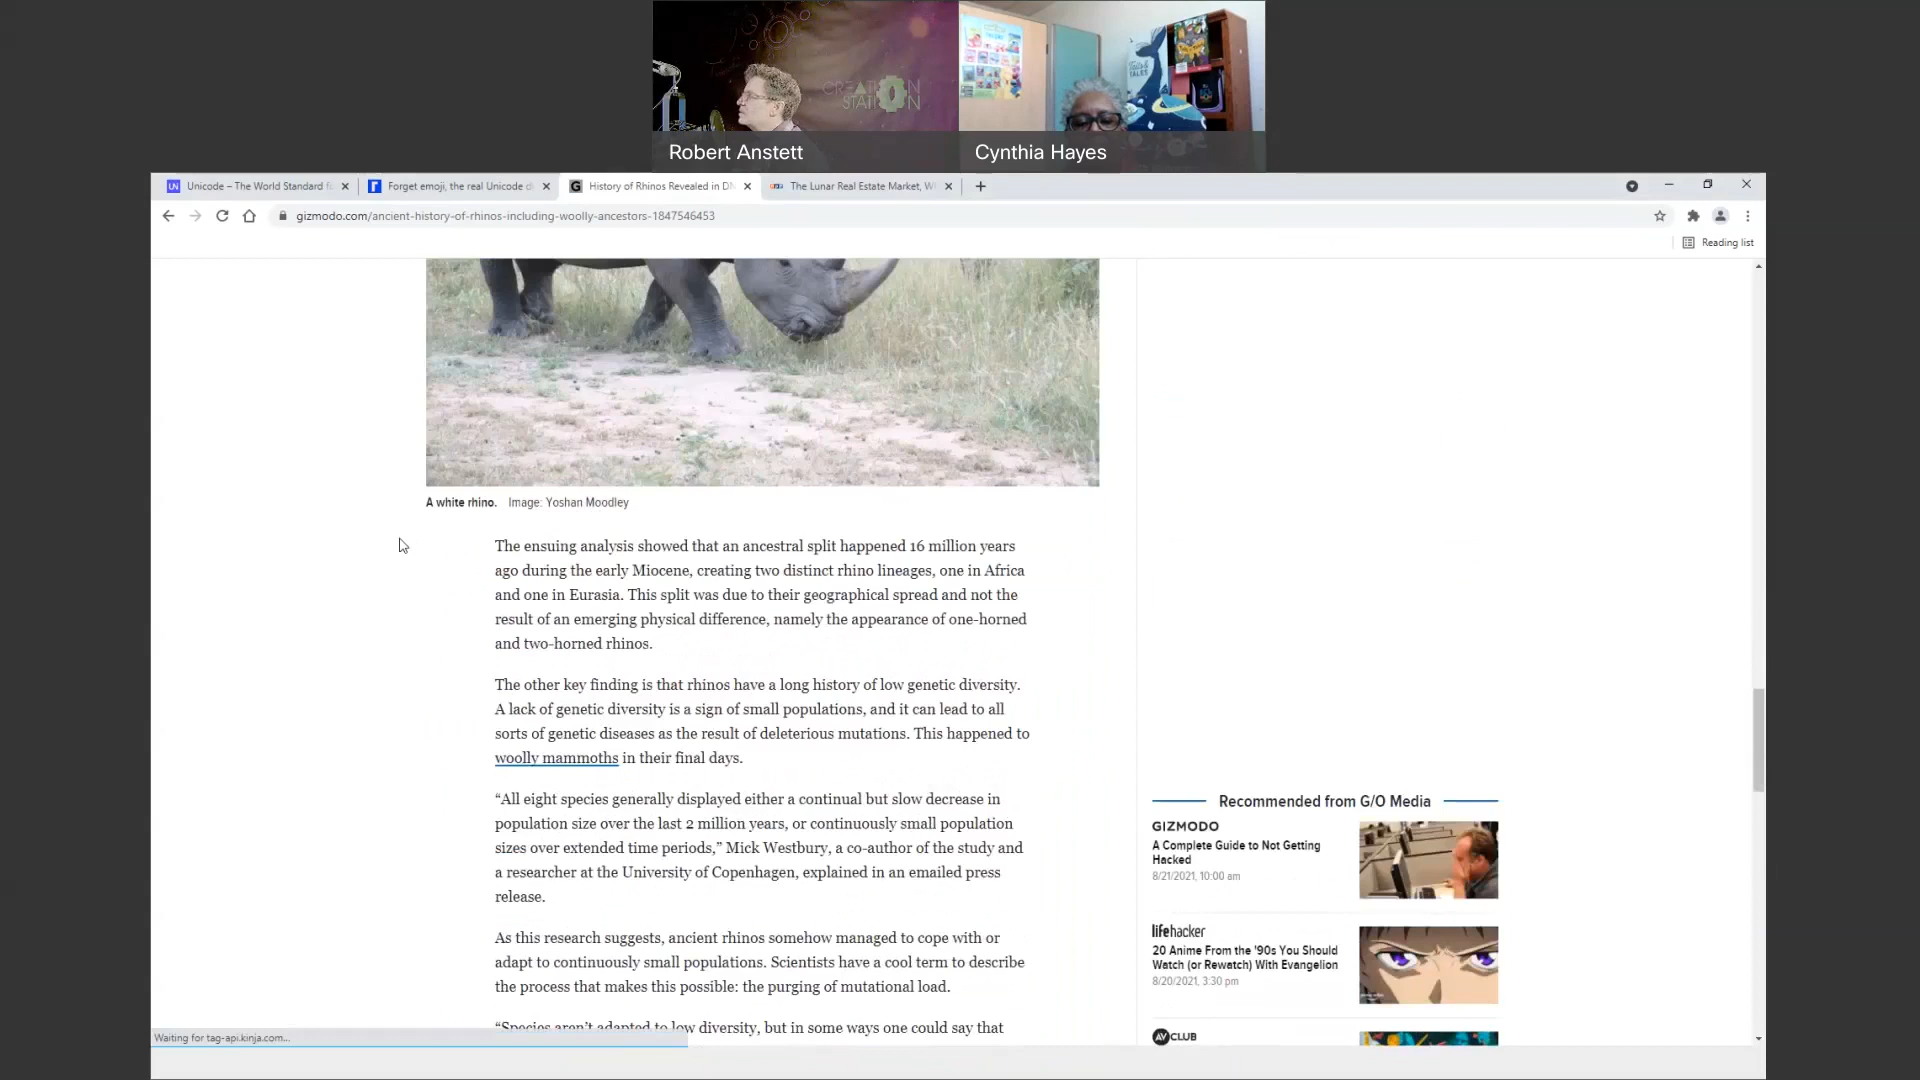 CREATION
STATION
Tails &
TALES
Robert Anstett
Cynthia Hayes
Unicode – The World Standard f
Forget emoji, the real Unicode d
History of Rhinos Revealed in DN
The Lunar Real Estate Market, W
gizmodo.com/ancient-history-of-rhinos-including-woolly-ancestors-1847546453
Reading list
A white rhino. Image: Yoshan Moodley
The ensuing analysis showed that an ancestral split happened 16 million years
ago during the early Miocene, creating two distinct rhino lineages, one in Africa
and one in Eurasia. This split was due to their geographical spread and not the
result of an emerging physical difference, namely the appearance of one-horned
and two-horned rhinos.
The other key finding is that rhinos have a long history of low genetic diversity.
A lack of genetic diversity is a sign of small populations, and it can lead to all
sorts of genetic diseases as the result of deleterious mutations. This happened to
woolly mammoths in their final days.
“All eight species generally displayed either a continual but slow decrease in
population size over the last 2 million years, or continuously small population
sizes over extended time periods,” Mick Westbury, a co-author of the study and
a researcher at the University of Copenhagen, explained in an emailed press
release.
As this research suggests, ancient rhinos somehow managed to cope with or
adapt to continuously small populations. Scientists have a cool term to describe
the process that makes this possible: the purging of mutational load.
“Species aren’t adapted to low diversity, but in some ways one could say that
Recommended from G/O Media
GIZMODO
A Complete Guide to Not Getting
Hacked
8/21/2021, 10:00 am
lifehacker
20 Anime From the '90s You Should
Watch (or Rewatch) With Evangelion
8/20/2021, 3:30 pm
AV CLUB
Waiting for tag-api.kinja.com...